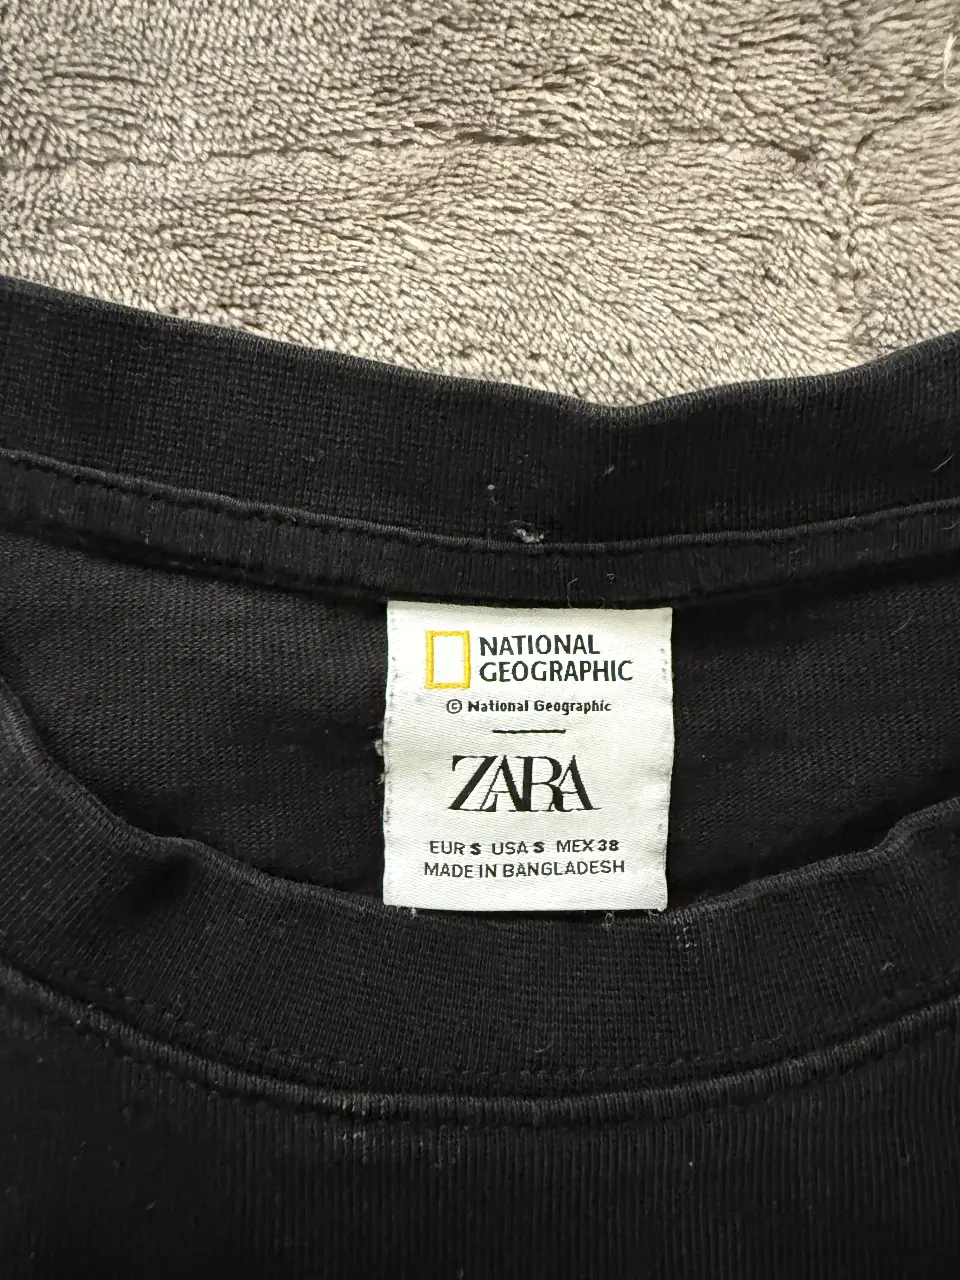 NATIONAL
GEOGRAPHIC
© National Geographic
ZARA
EUR S USA S MEX 38
MADE IN BANGLADESH